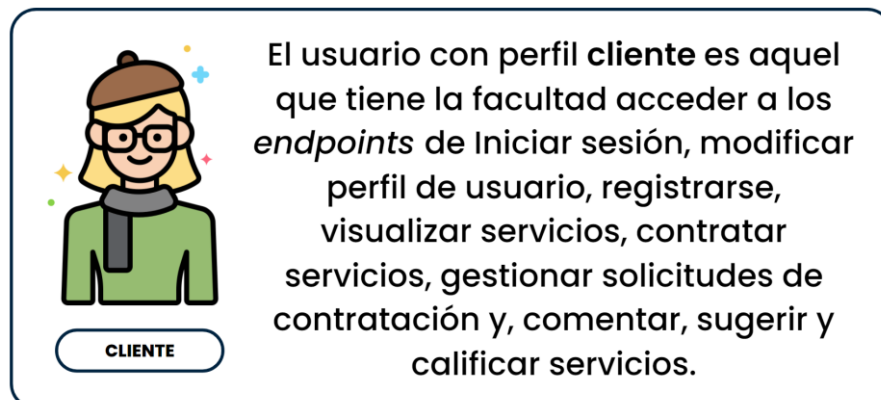 El usuario con perfil cliente es aquel
que tiene la facultad acceder a los
endpoints de Iniciar sesión, modificar
perfil de usuario, registrarse,
visualizar servicios, contratar
servicios, gestionar solicitudes de
contratación y, comentar, sugerir y
calificar servicios.
CLIENTE